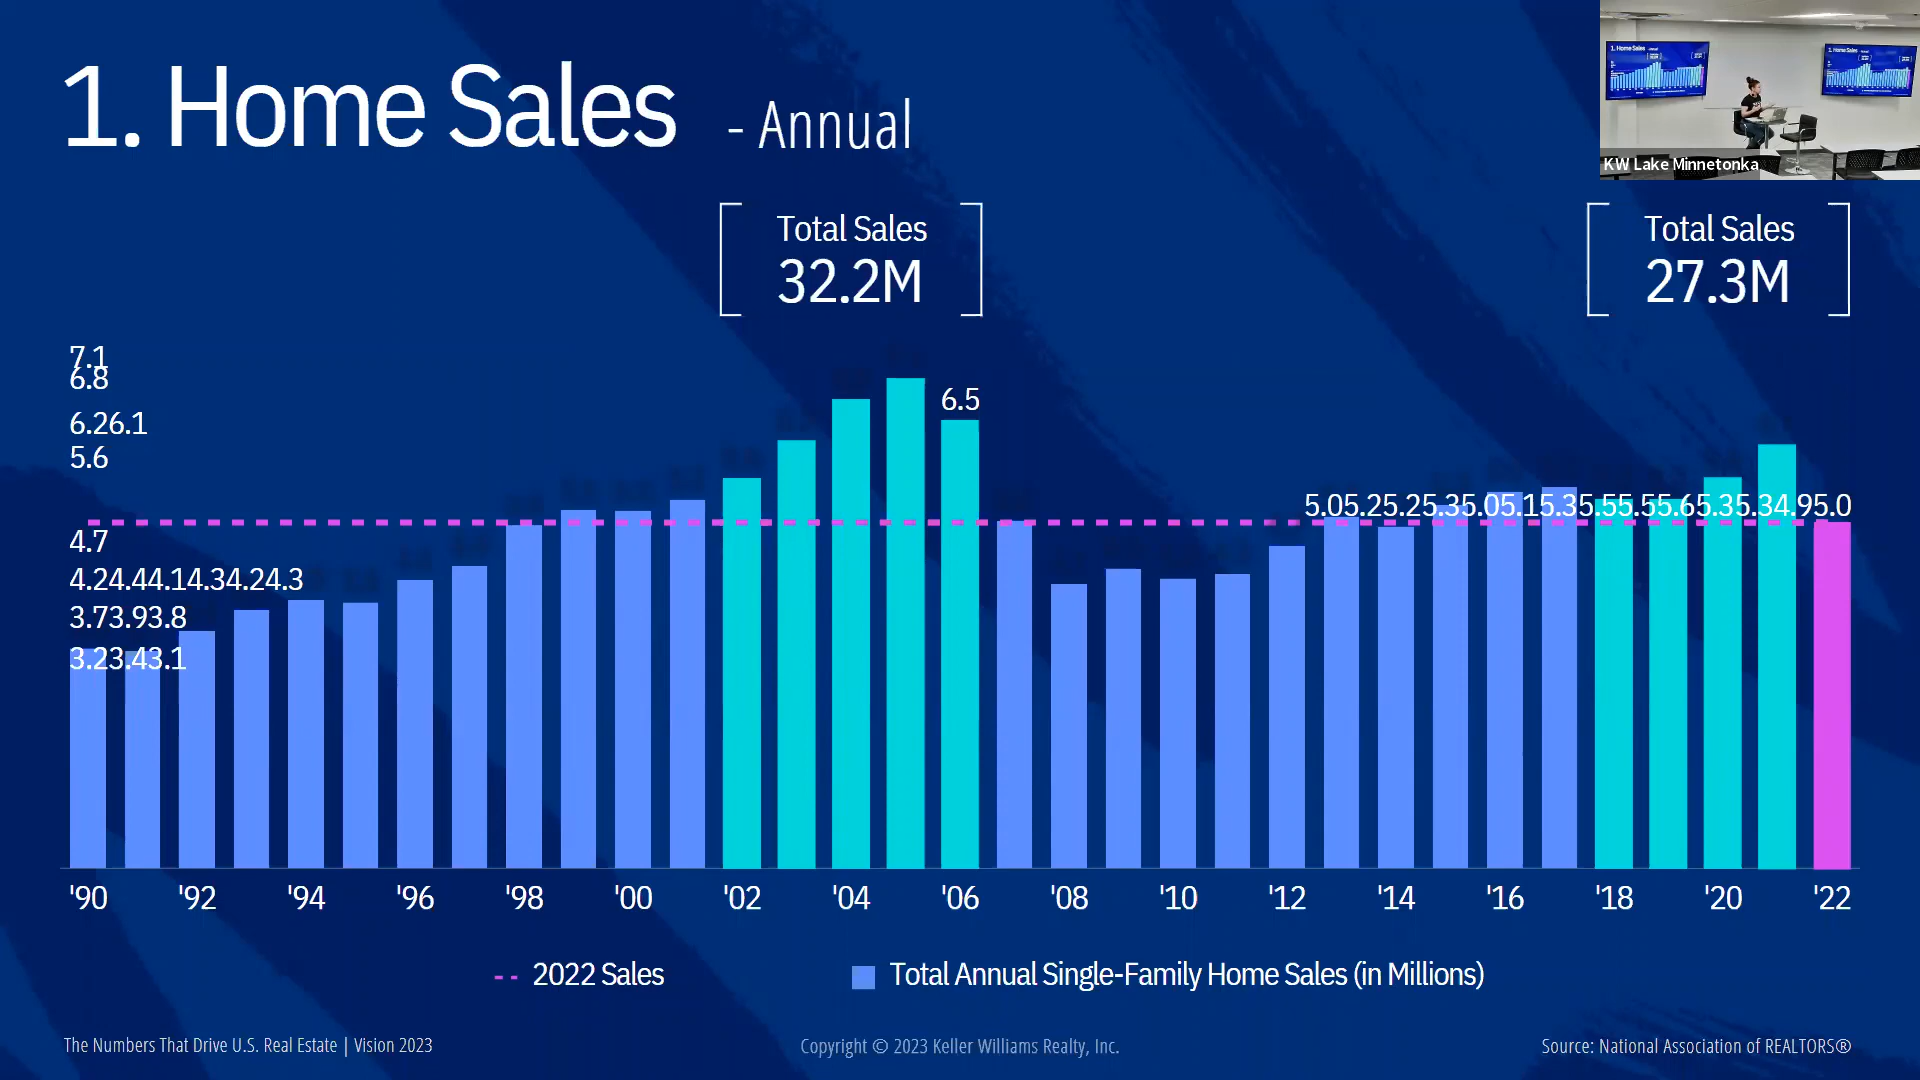 1. Home Sales - Annual
KW Lake Minnetonka
Total Sales
32.2M
Total Sales
27.3M
7.1
6.8
6.26.1
5.6
6.5
5.05.25.25.35.05.15.35.55.55.65.35.34.95.0
4.7
4.24.44.14.34.24.3
3.73.93.8
3.23.43.1
'90 '92 '94 '96 '98 '00 '02 '04 '06 '08 '10 '12 '14 '16 '18 '20 '22
2022 Sales
Total Annual Single-Family Home Sales (in Millions)
The Numbers That Drive U.S. Real Estate | Vision 2023
Copyright © 2023 Keller Williams Realty, Inc.
Source: National Association of REALTORS®